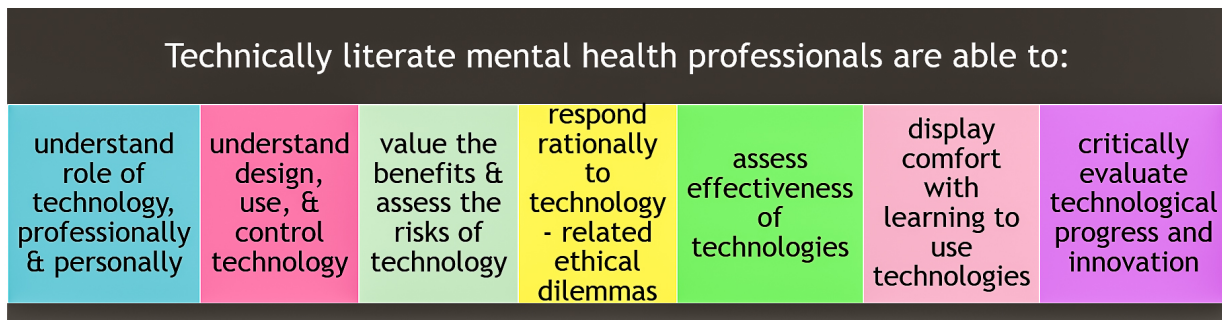 Technically literate mental health professionals are able to:
understand
role of
technology,
professionally
& personally
understand
design,
use, &
control
technology
value the
benefits &
assess the
risks of
technology
respond
rationally
to
technology
- related
ethical
dilemmas
assess
effectiveness
of
technologies
display
comfort
with
learning to
use
technologies
critically
evaluate
technological
progress and
innovation